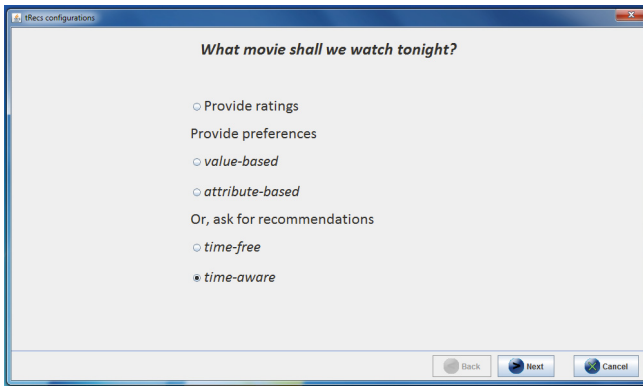 tRecs configurations
What movie shall we watch tonight?
Provide ratings
Provide preferences
value-based
attribute-based
Or, ask for recommendations
time-free
time-aware
Back
Next
Cancel